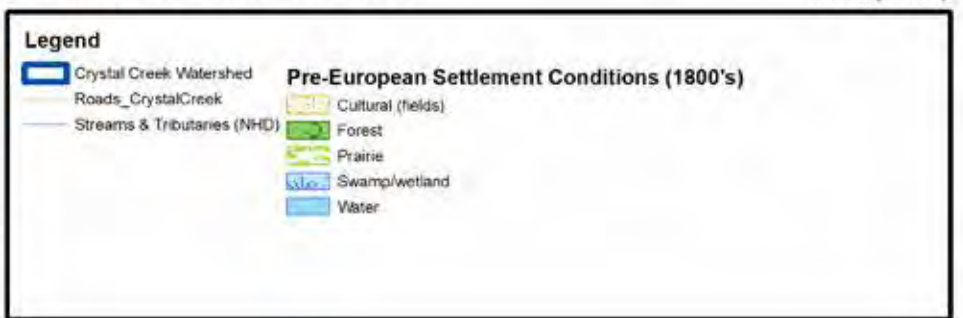 Legend
Crystal Creek Watershed
Roads_CrystalCreek
Streams & Tributaries (NHD)
Pre-European Settlement Conditions (1800's)
Cultural (fields)
Forest
Prairie
Swamp/wetland
Water